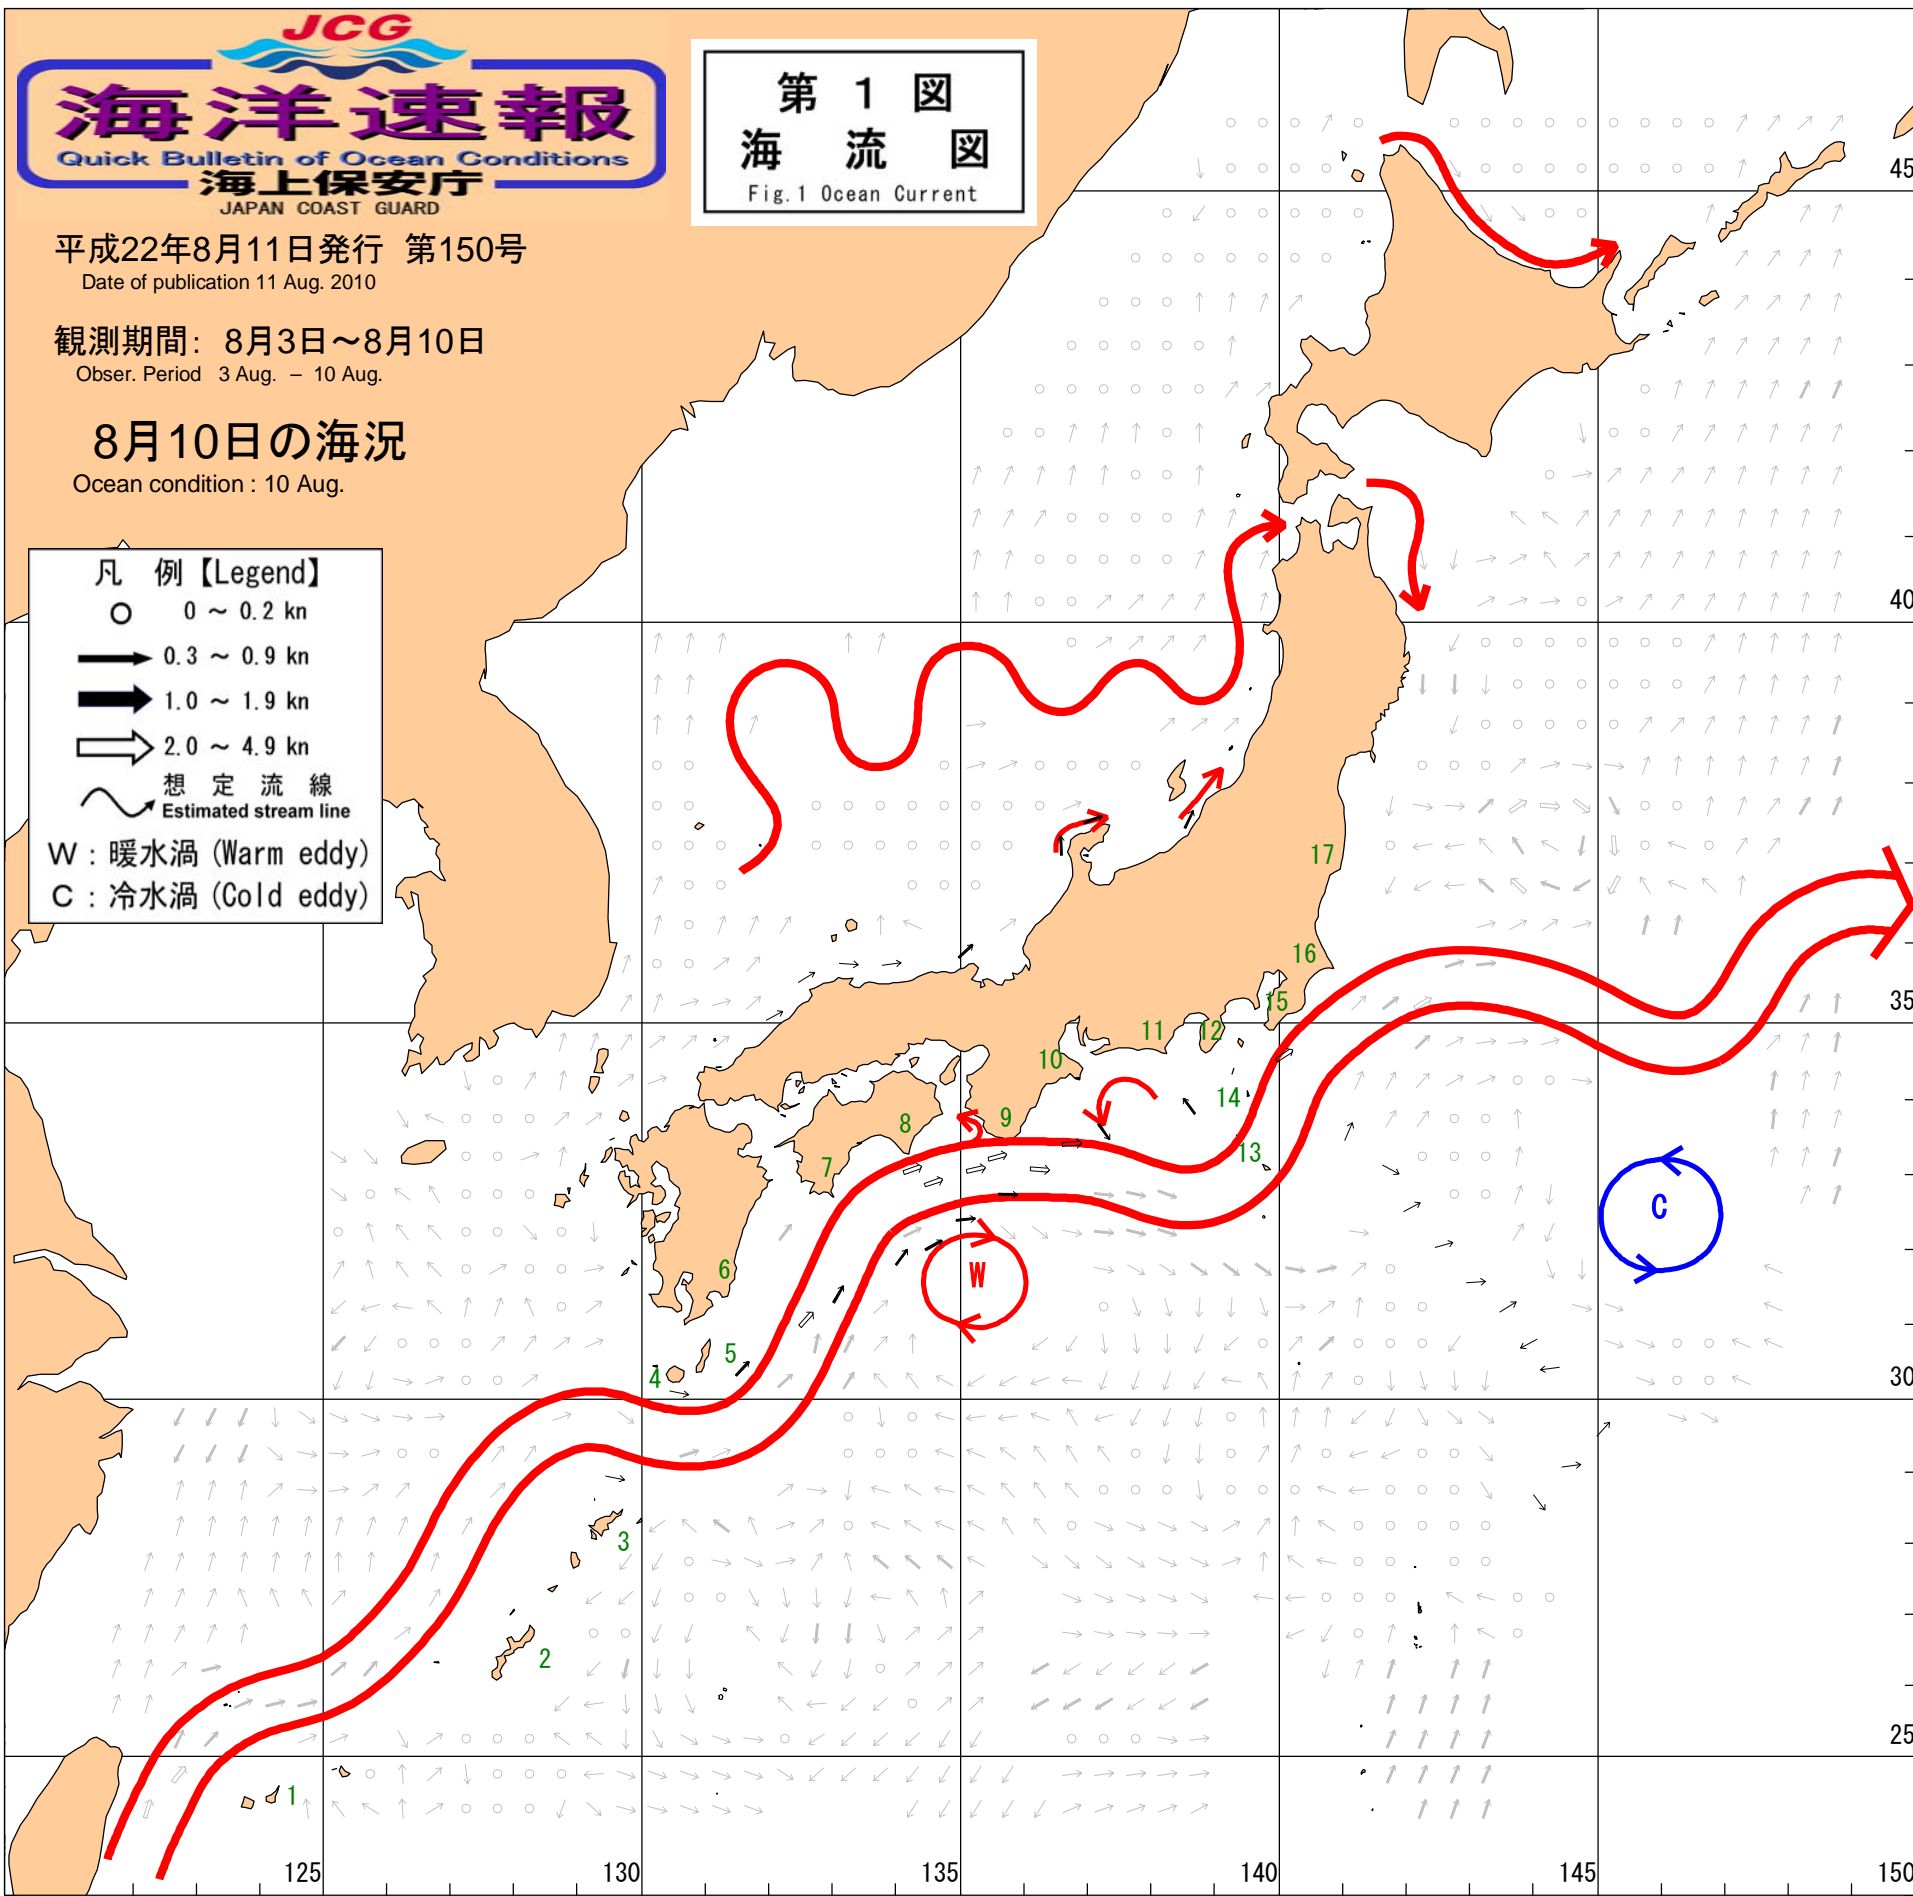 JCG
海洋速報
Quick Bulletin of Ocean Conditions
海上保安庁
JAPAN COAST GUARD
第 1 図
海 流 図
Fig.1 Ocean Current
平成22年8月11日発行 第150号
Date of publication 11 Aug. 2010
観測期間: 8月3日～8月10日
Obser. Period 3 Aug. – 10 Aug.
8月10日の海況
Ocean condition : 10 Aug.
凡 例【Legend】
0 ～ 0.2 kn
0.3 ～ 0.9 kn
1.0 ～ 1.9 kn
2.0 ～ 4.9 kn
想 定 流 線
Estimated stream line
W : 暖水渦 (Warm eddy)
C : 冷水渦 (Cold eddy)
45
40
17
16
35
15
12
11
10
14
9
8
13
7
C
6
W
5
4
30
3
2
25
1
125
130
135
140
145
150